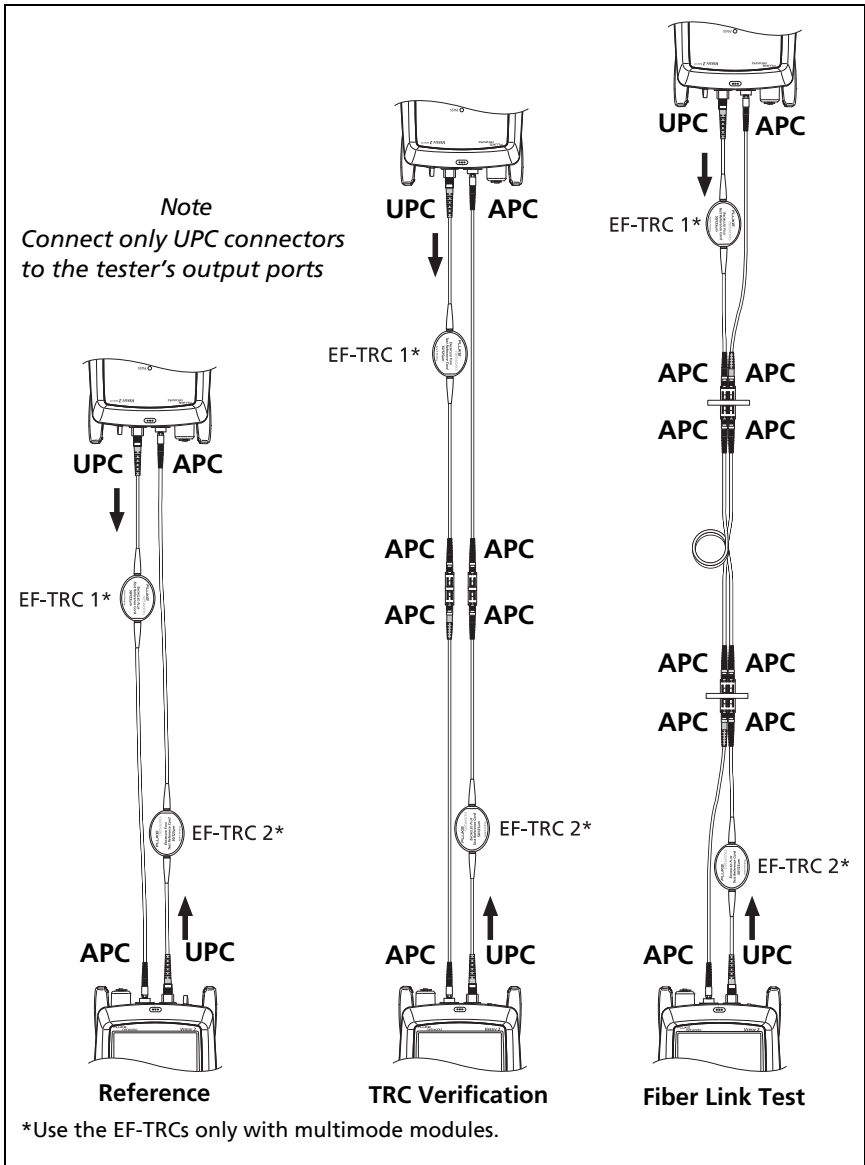 Note
Connect only UPC connectors
to the tester's output ports
UPC APC
EF-TRC 1*
EF-TRC 2*
APC UPC
Reference
UPC APC
EF-TRC 1*
APC APC
APC APC
EF-TRC 2*
APC UPC
TRC Verification
UPC APC
EF-TRC 1*
APC APC
APC APC
APC APC
APC APC
EF-TRC 2*
APC UPC
Fiber Link Test
*Use the EF-TRCs only with multimode modules.